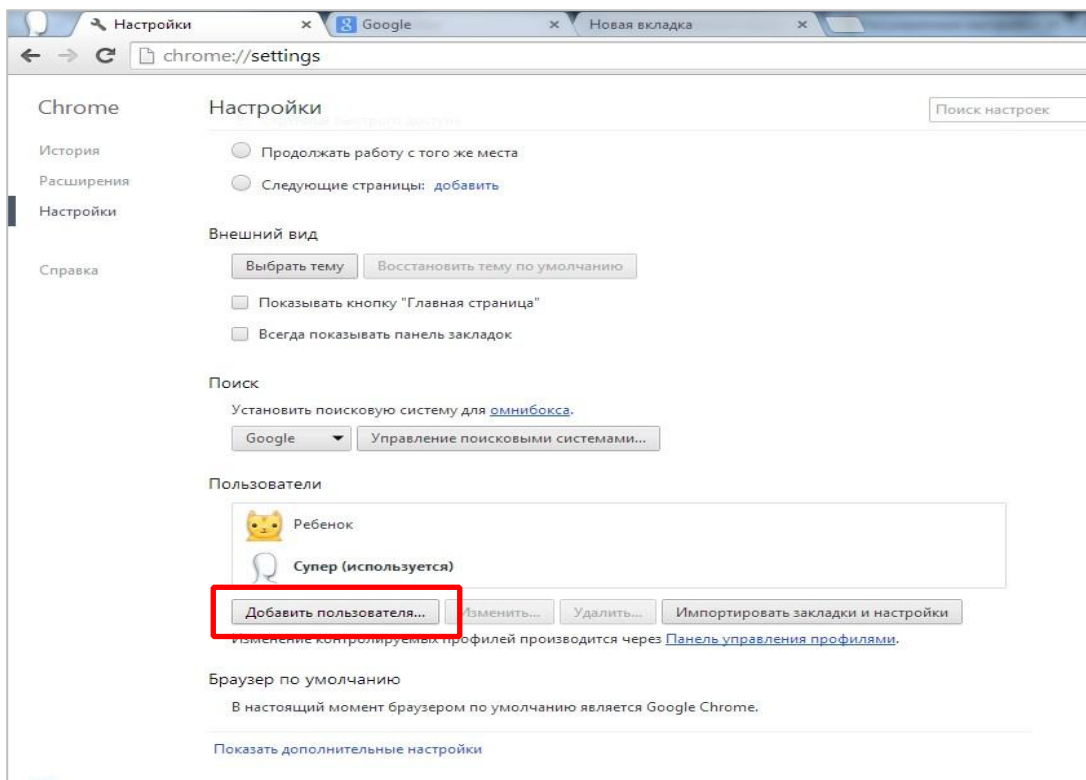 Настройки
Google
Новая вкладка
chrome://settings
Chrome
Настройки
Поиск настроек
История
Продолжать работу с того же места
Расширения
Следующие страницы: добавить
Настройки
Внешний вид
Справка
Выбрать тему
Восстановить тему по умолчанию
Показывать кнопку "Главная страница"
Всегда показывать панель закладок
Поиск
Установить поисковую систему для омнибокса.
Google
Управление поисковыми системами...
Пользователи
Ребенок
Супер (используется)
Добавить пользователя...
Изменить...
Удалить...
Импортировать закладки и настройки
Изменение контролируемых профилей производится через Панель управления профилями.
Браузер по умолчанию
В настоящий момент браузером по умолчанию является Google Chrome.
Показать дополнительные настройки